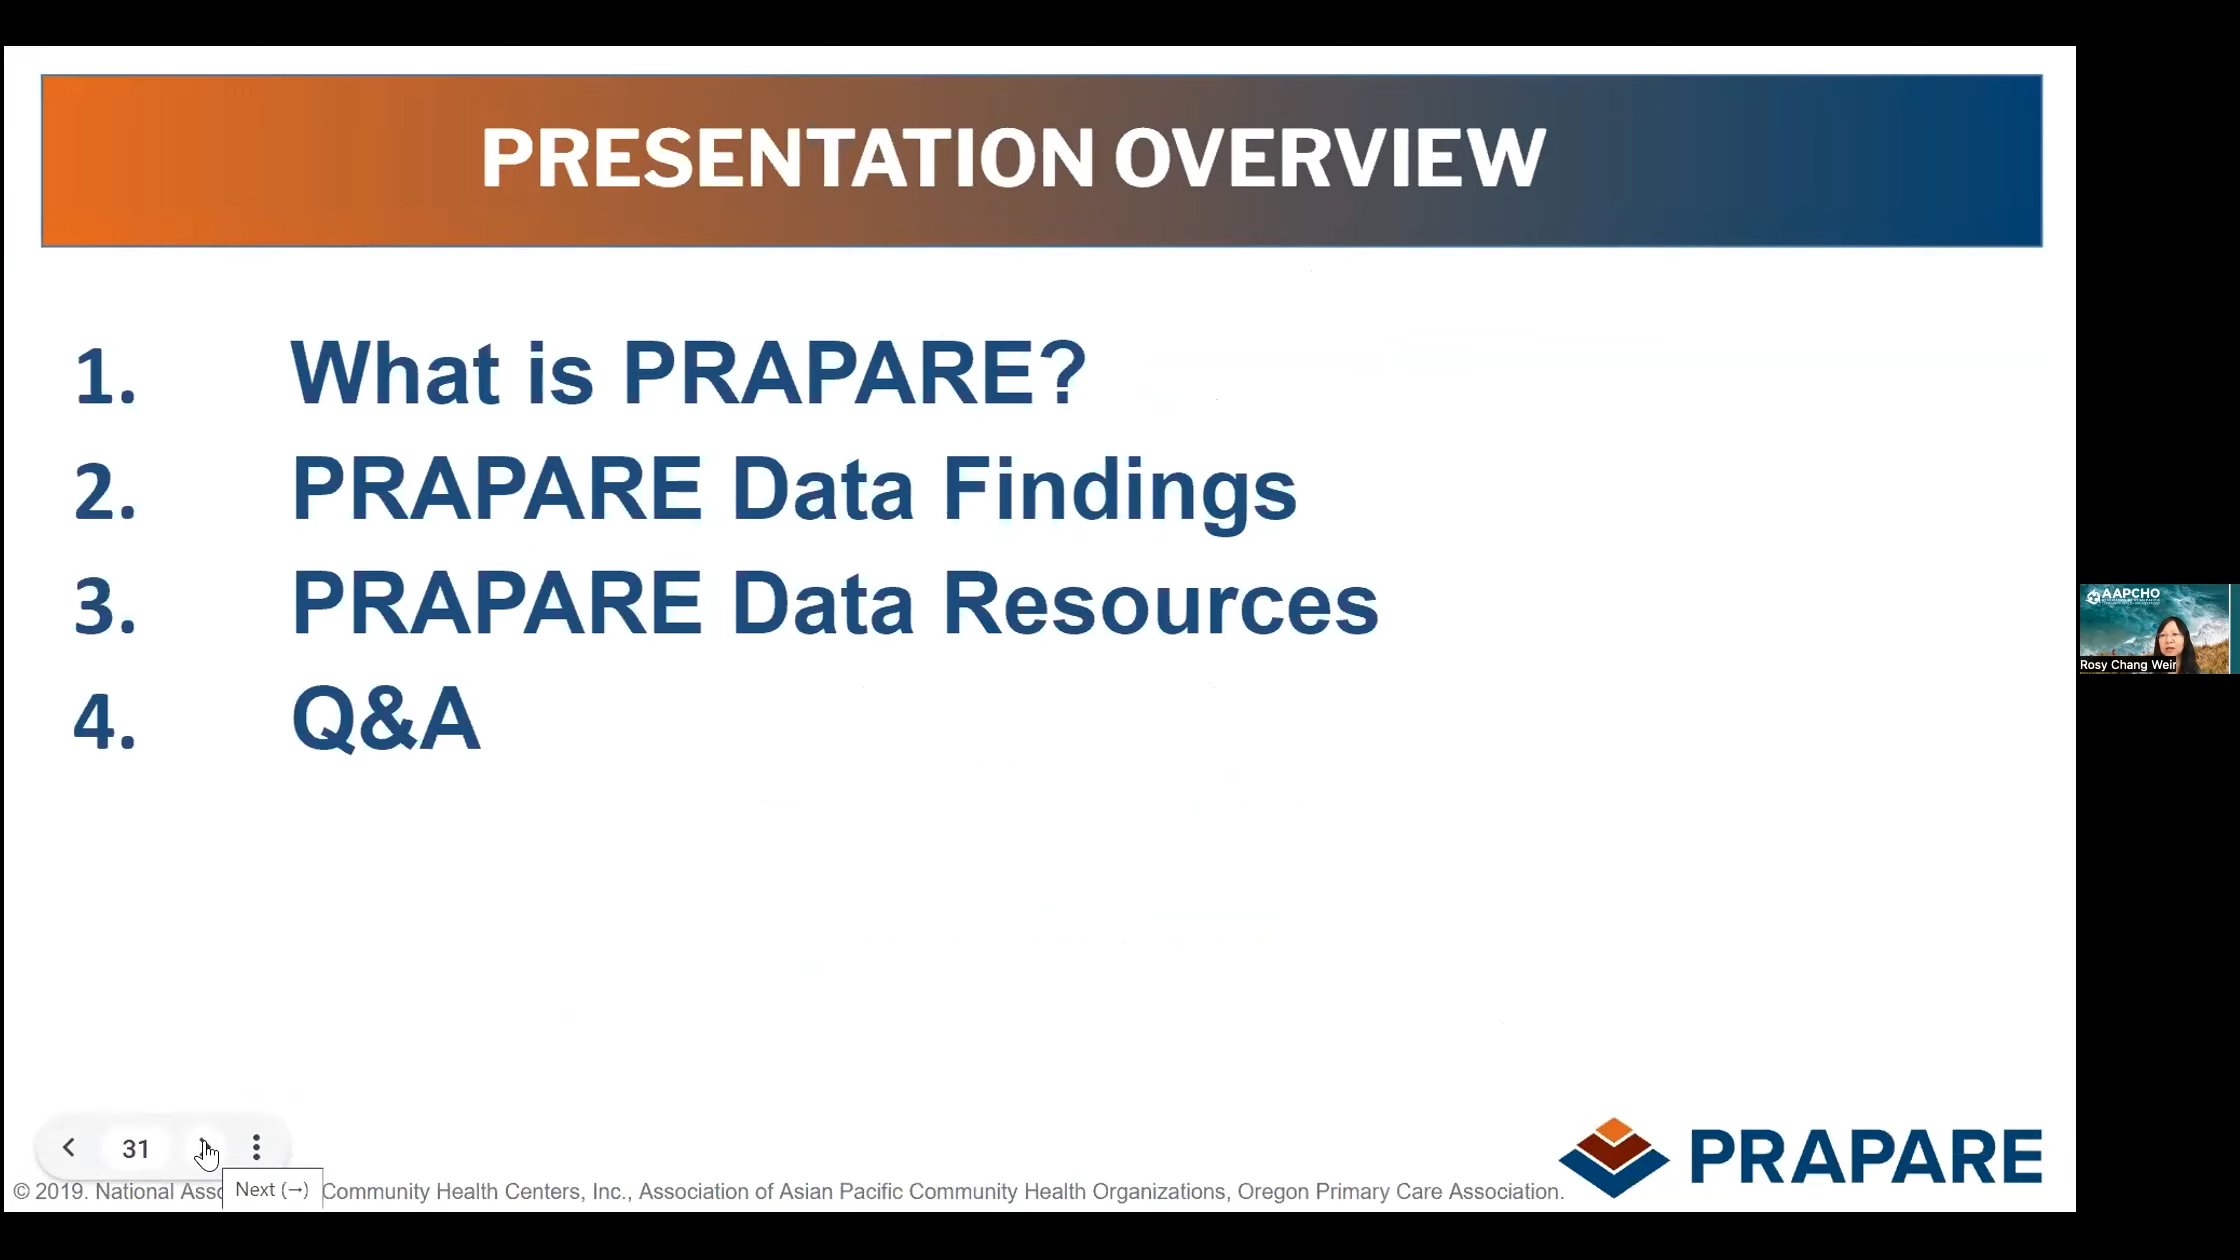 PRESENTATION OVERVIEW
1. What is PRAPARE?
2. PRAPARE Data Findings
3. PRAPARE Data Resources
4. Q&A
AAPCHO
Rosy Chang Weir
31
Next (→)
PRAPARE
© 2019. National Asso Community Health Centers, Inc., Association of Asian Pacific Community Health Organizations, Oregon Primary Care Association.